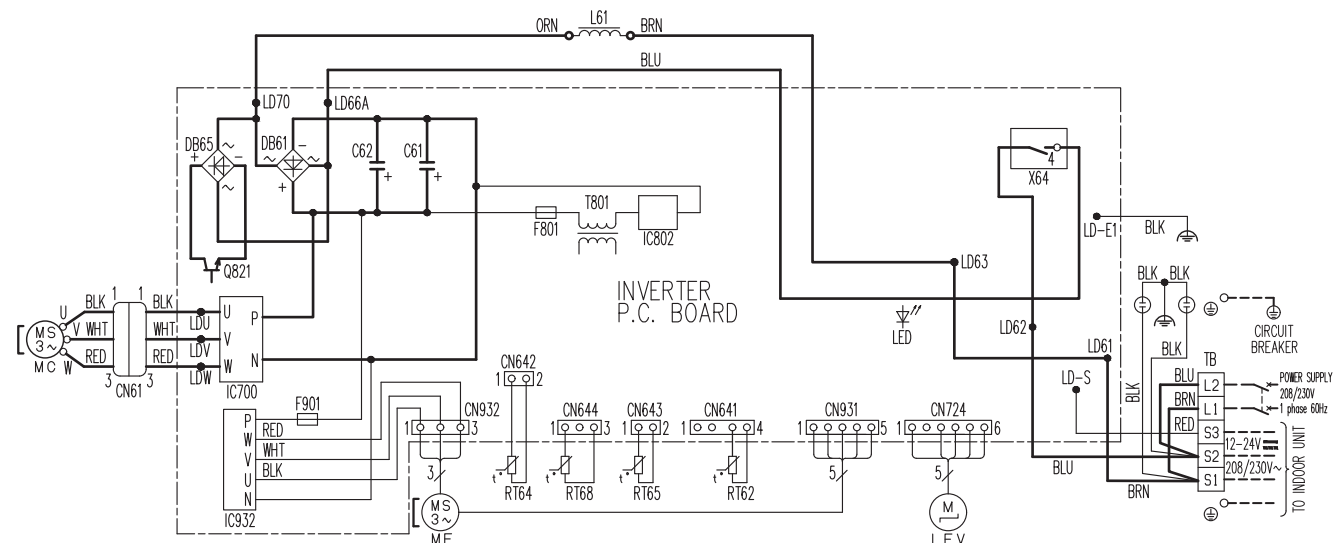 ORN L61 BRN
BLU
LD70 LD66A
DB65 DB61 C62 C61
+ ~ - ~ - ~ + + +
~
4
X64
T801
F801 IC802
LD-E1 BLK
Q821
LD63
INVERTER
P.C. BOARD
LED
LD62
LD61
LD-S
BLK BLK
CIRCUIT
BREAKER
BLK
BLK
TB
U BLK 1 1 BLK LDU U P
MS
3~
V WHT WHT LDV V
MC W RED 3 3 RED LDW W N
CN61 IC700
BLU L2 POWER SUPPLY
208/230V
BRN L1 1 phase 60Hz
RED S3
12-24V
S2
208/230V~
S1
TO INDOOR UNIT
BLU
BRN
CN642
1 2
F901
P
W RED
V WHT
U BLK
N
IC932
CN932 CN644 CN643 CN641 CN931 CN724
1 3 1 3 1 2 1 4 1 5 1 6
3 t° t° t° t° 5 5
RT64 RT68 RT65 RT62
MS
3~
MF
M
LEV